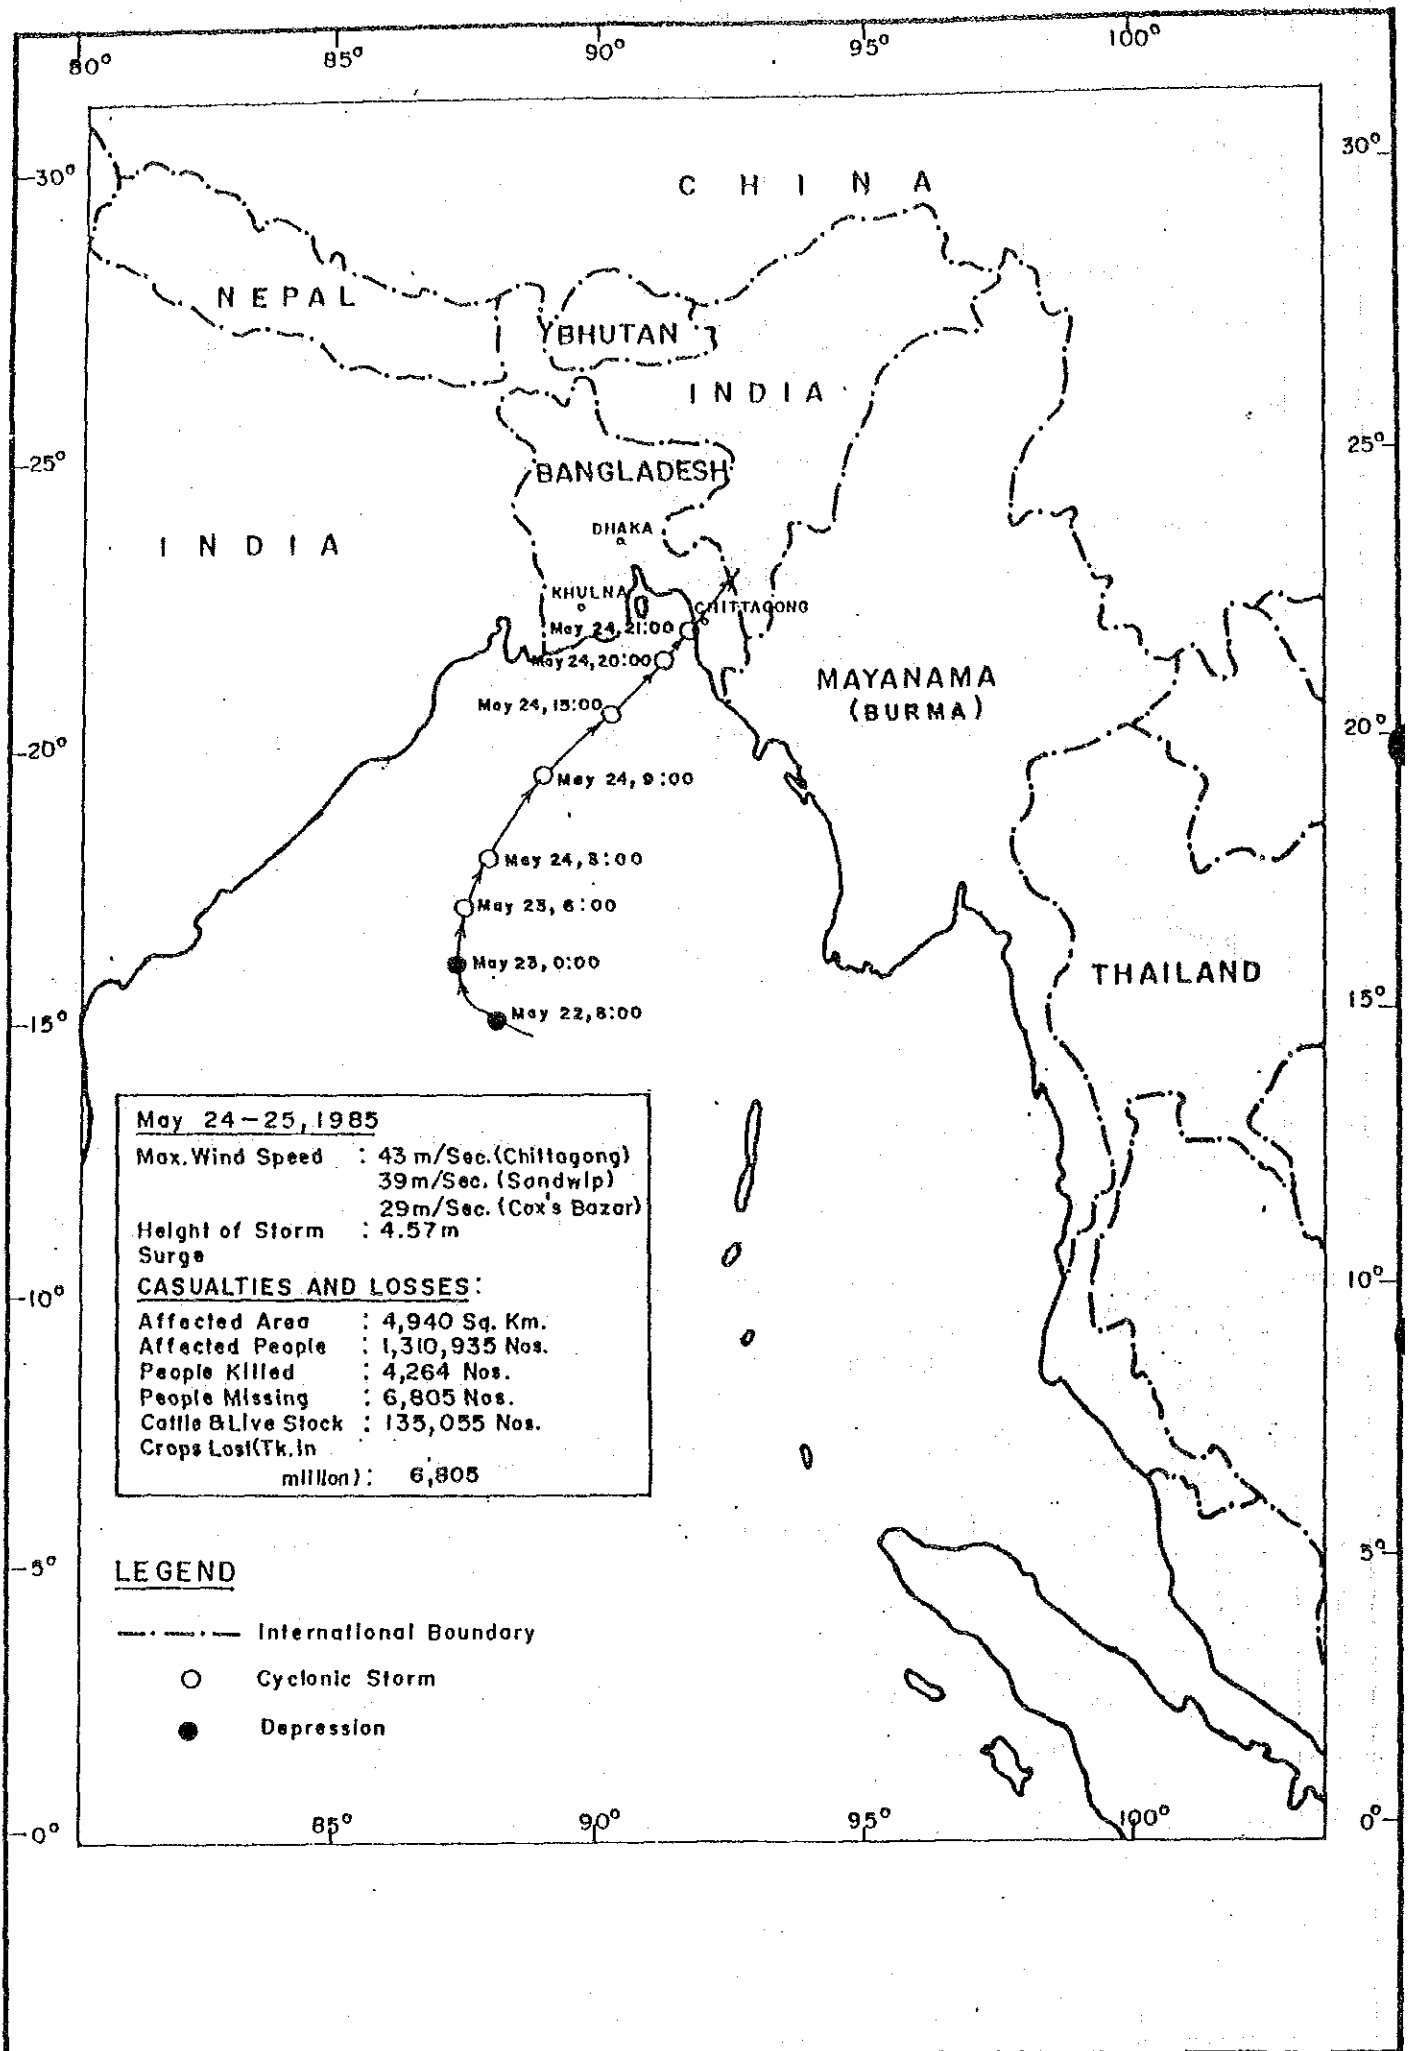 80° 85° 90° 95° 100°
30° 30°
C H I N A
NEPAL
BHUTAN
INDIA
25° 25°
BANGLADESH
DHAKA
I N D I A
KHULNA
CHITTAGONG
May 24, 21:00
May 24, 20:00
MAYANAMA
(BURMA)
May 24, 15:00
20° 20°
May 24, 9:00
May 24, 3:00
May 23, 6:00
May 23, 0:00
THAILAND
May 22, 8:00
15° 15°
May 24-25, 1985
Max. Wind Speed : 43 m/Sec. (Chittagong)
39 m/Sec. (Sandwip)
29 m/Sec. (Cox's Bazar)
Height of Storm : 4.57 m
Surge
CASUALTIES AND LOSSES:
10° 10°
Affected Area : 4,940 Sq. Km.
Affected People : 1,310,935 Nos.
People Killed : 4,264 Nos.
People Missing : 6,805 Nos.
Cattle & Live Stock : 135,055 Nos.
Crops Lost (Tk. in
million) : 6,805
5° 5°
LEGEND
International Boundary
Cyclonic Storm
Depression
0° 85° 90° 95° 100° 0°